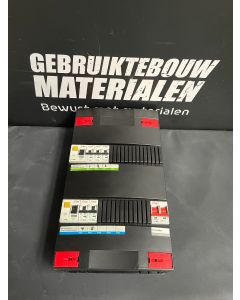 GEBRUIKTEBOUW
MATERIALEN
Bewust met materialen